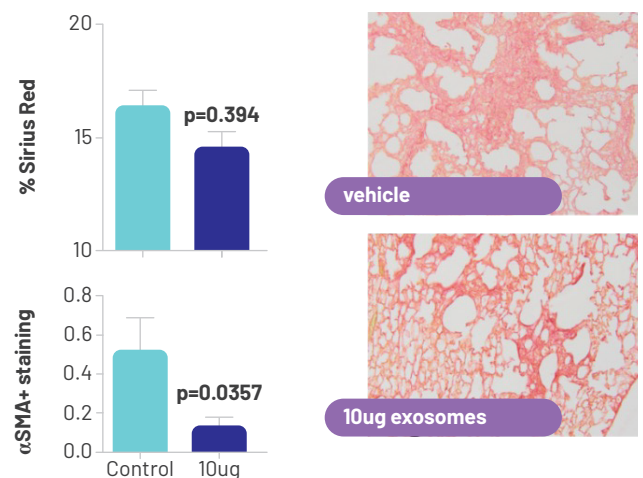 20
% Sirius Red
p=0.394
15
10
vehicle
0.8
αSMA+ staining
0.6
0.4
p=0.0357
0.2
0.0
Control
10ug
10ug exosomes